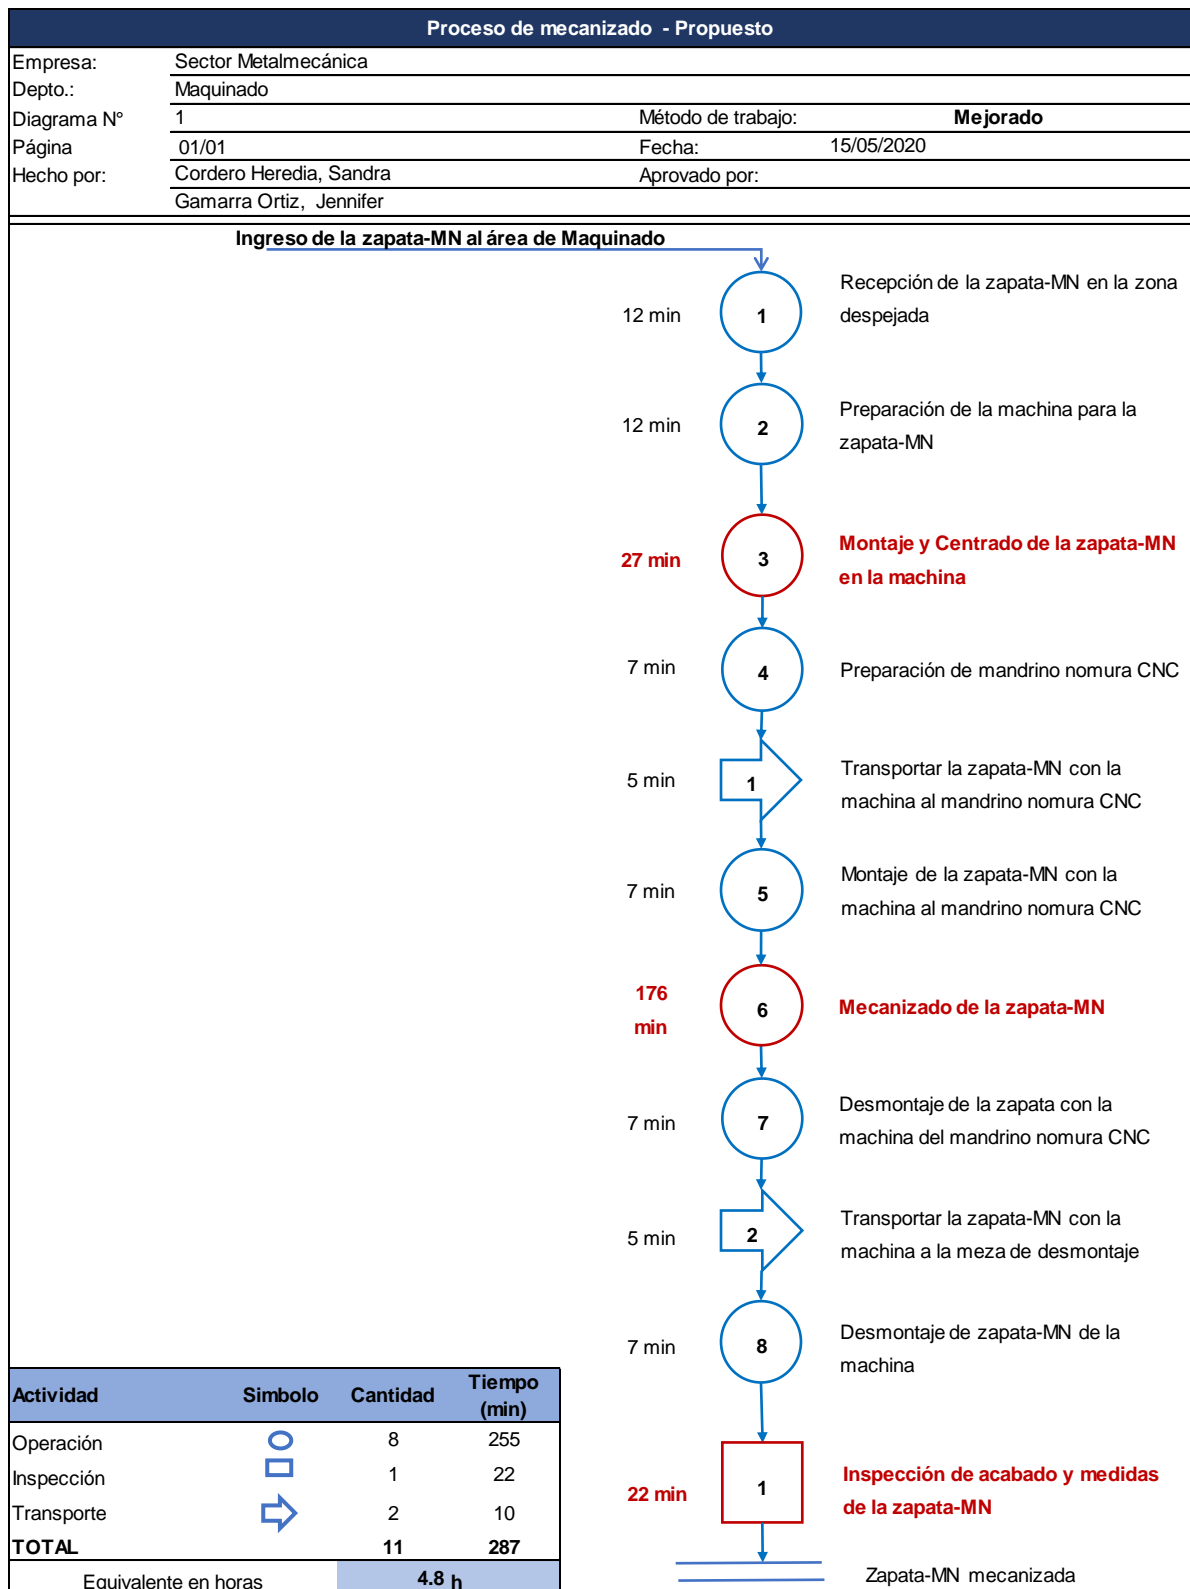 Proceso de mecanizado - Propuesto
Empresa: Sector Metalmecánica
Depto.: Maquinado
Diagrama N° 1 Método de trabajo: Mejorado
Página 01/01 Fecha: 15/05/2020
Hecho por: Cordero Heredia, Sandra Aprovado por:
Gamarra Ortiz, Jennifer
Ingreso de la zapata-MN al área de Maquinado
12 min 1 Recepción de la zapata-MN en la zona
despejada
12 min 2 Preparación de la machina para la
zapata-MN
27 min 3 Montaje y Centrado de la zapata-MN
en la machina
7 min 4 Preparación de mandrino nomura CNC
5 min 1 Transportar la zapata-MN con la
machina al mandrino nomura CNC
7 min 5 Montaje de la zapata-MN con la
machina al mandrino nomura CNC
176
min 6 Mecanizado de la zapata-MN
7 min 7 Desmontaje de la zapata con la
machina del mandrino nomura CNC
5 min 2 Transportar la zapata-MN con la
machina a la meza de desmontaje
7 min 8 Desmontaje de zapata-MN de la
machina
22 min 1 Inspección de acabado y medidas
de la zapata-MN
Zapata-MN mecanizada
Actividad Simbolo Cantidad Tiempo
(min)
Operación 8 255
Inspección 1 22
Transporte 2 10
TOTAL 11 287
Equivalente en horas 4.8 h